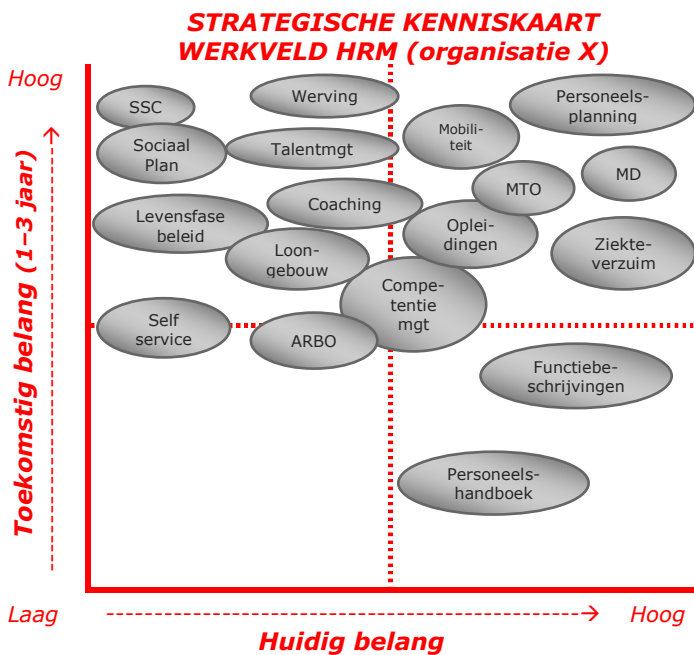 STRATEGISCHE KENNISKAART
WERKVELD HRM (organisatie X)
Hoog
Toekomstig belang (1–3 jaar)
SSC
Werving
Personeels-
planning
Sociaal
Plan
Talentmgt
Mobili-
teit
MTO
MD
Levensfase
beleid
Coaching
Oplei-
dingen
Ziekte-
verzuim
Loon-
gebouw
Compe-
tentie
mgt
Self
service
ARBO
Functiebe-
schrijvingen
Personeels-
handboek
Laag
Hoog
Huidig belang